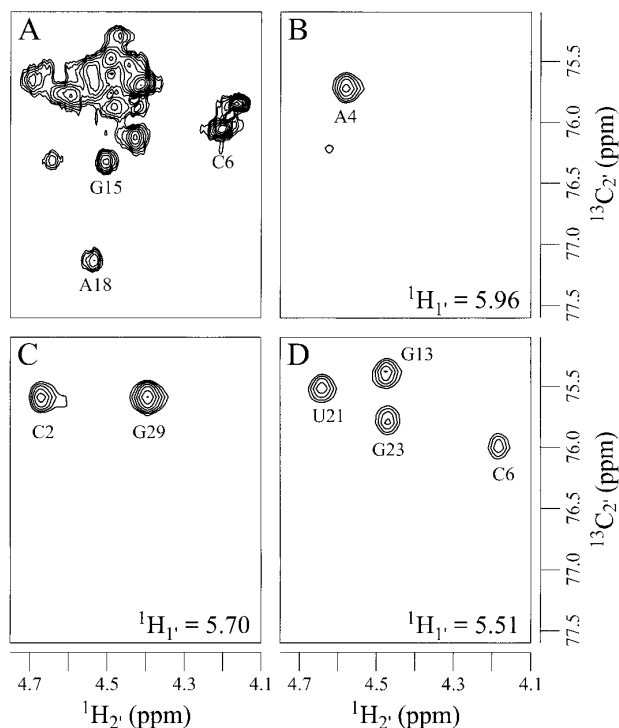 A
G15
C6
A18
B
A4
¹H₁' = 5.96
75.5
76.0
76.5
77.0
77.5
¹³C₂' (ppm)
C
C2
G29
¹H₁' = 5.70
D
G13
U21
G23
C6
¹H₁' = 5.51
75.5
76.0
76.5
77.0
77.5
¹³C₂' (ppm)
4.7 4.5 4.3 4.1
¹H₂' (ppm)
4.7 4.5 4.3 4.1
¹H₂' (ppm)